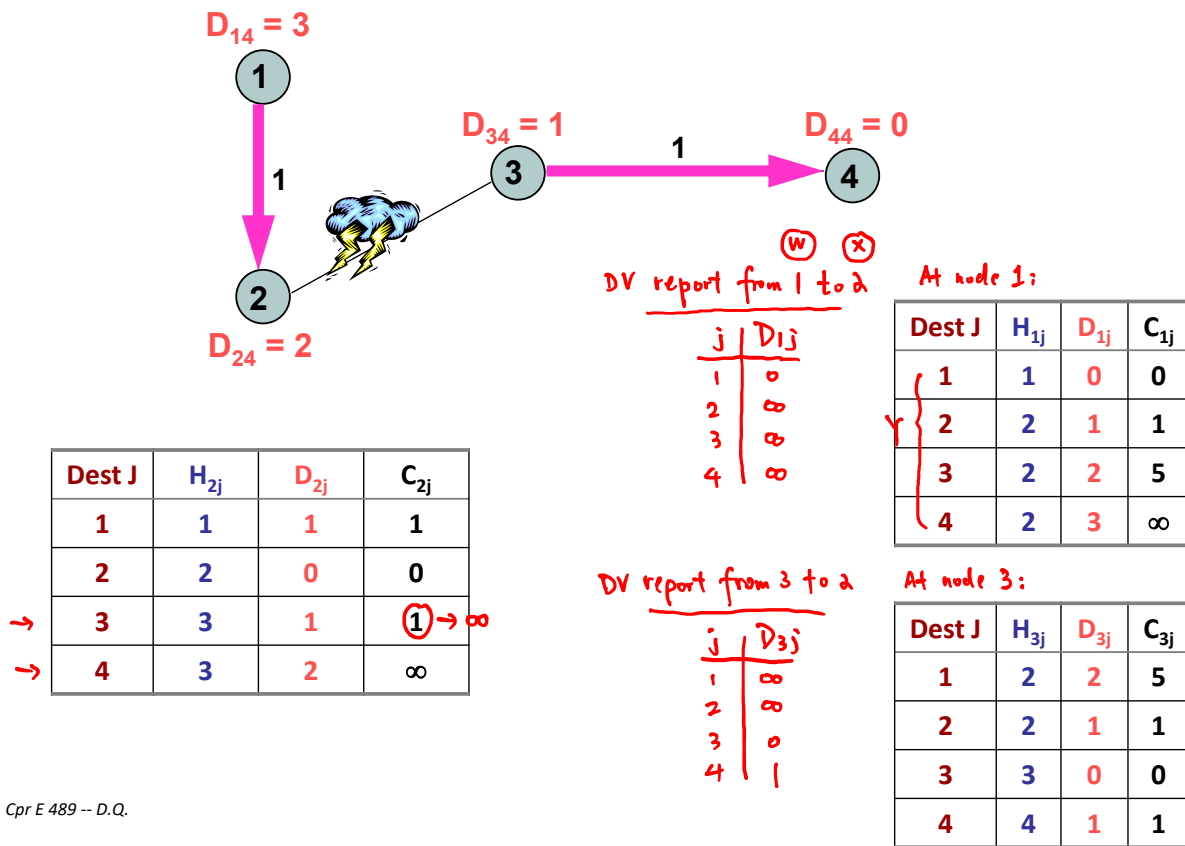 D14 = 3
1
D34 = 1
D44 = 0
1
3
4
1
2
D24 = 2
W X
DV report from 1 to 2
j D1j
1 0
2 ∞
3 ∞
4 ∞
At node 1:
Dest J H1j D1j C1j
1 1 0 0
2 2 1 1
3 2 2 5
4 2 3 ∞
Y
Dest J H2j D2j C2j
1 1 1 1
2 2 0 0
→ 3 3 1 1 → ∞
→ 4 3 2 ∞
DV report from 3 to 2
j D3j
1 ∞
2 ∞
3 0
4 1
At node 3:
Dest J H3j D3j C3j
1 2 2 5
2 2 1 1
3 3 0 0
4 4 1 1
Cpr E 489 -- D.Q.